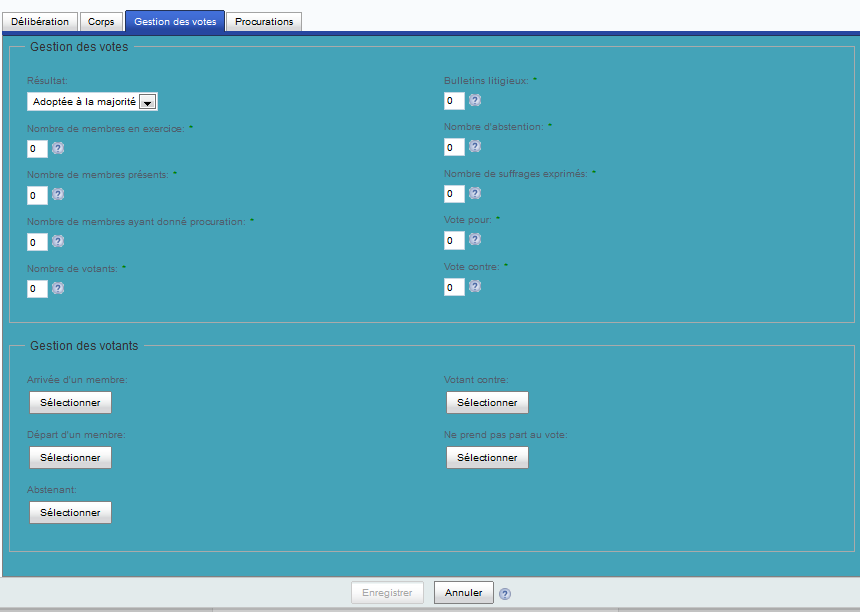 Délibération Corps Gestion des votes Procurations
Gestion des votes
Résultat:
Adoptée à la majorité
Nombre de membres en exercice: *
0 ?
Nombre de membres présents: *
0 ?
Nombre de membres ayant donné procuration: *
0 ?
Nombre de votants: *
0 ?
Bulletins litigieux: *
0 ?
Nombre d'abstention: *
0 ?
Nombre de suffrages exprimés: *
0 ?
Vote pour: *
0 ?
Vote contre: *
0 ?
Gestion des votants
Arrivée d'un membre:
Sélectionner
Départ d'un membre:
Sélectionner
Abstenant:
Sélectionner
Votant contre:
Sélectionner
Ne prend pas part au vote:
Sélectionner
Enregistrer Annuler ?